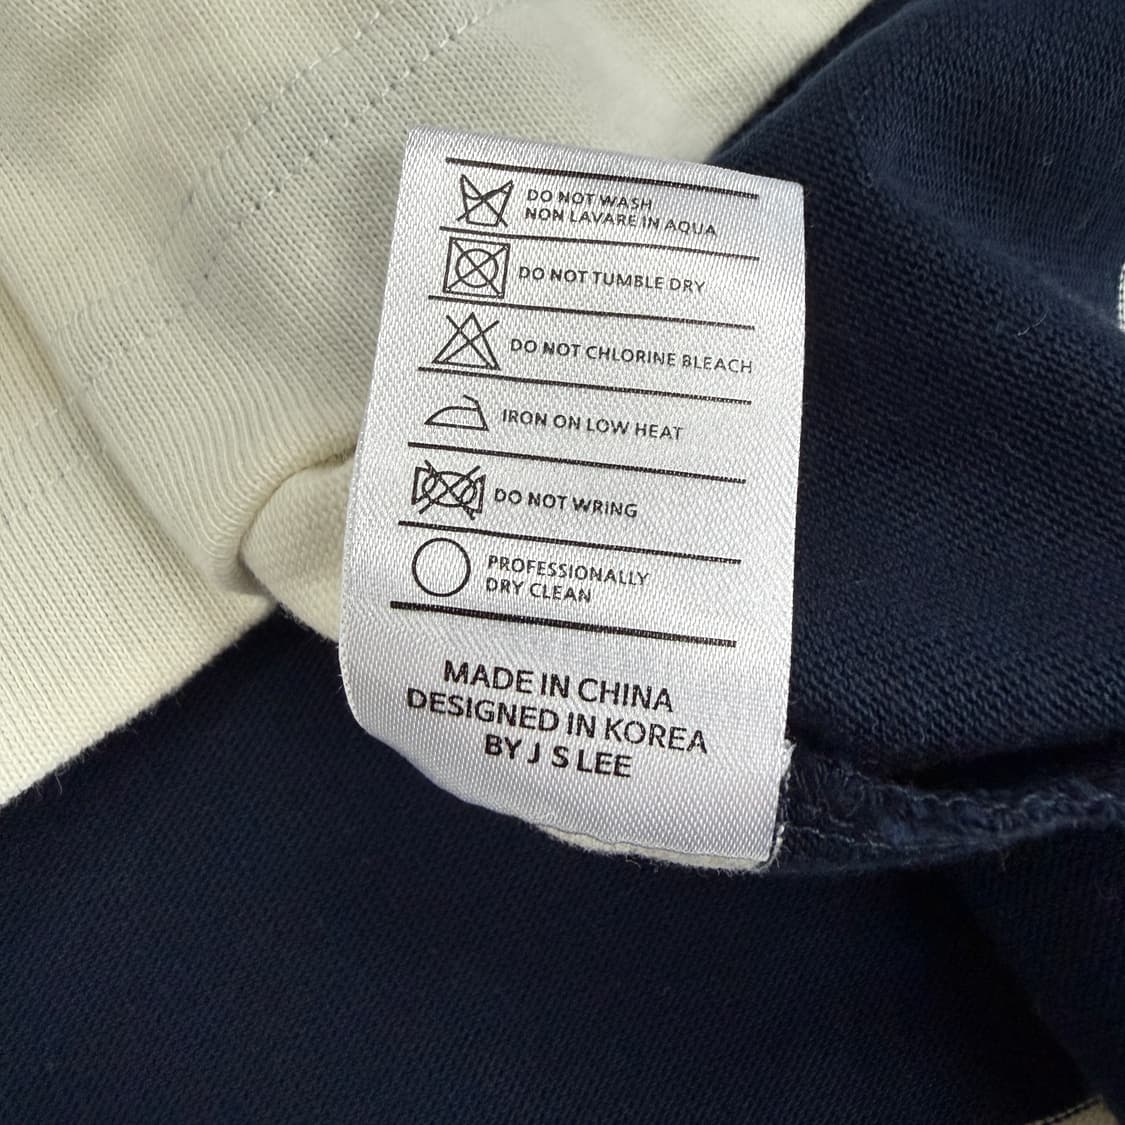 DO NOT WASH
NON LAVARE IN AQUA
DO NOT TUMBLE DRY
DO NOT CHLORINE BLEACH
IRON ON LOW HEAT
DO NOT WRING
PROFESSIONALLY
DRY CLEAN
MADE IN CHINA
DESIGNED IN KOREA
BY J S LEE